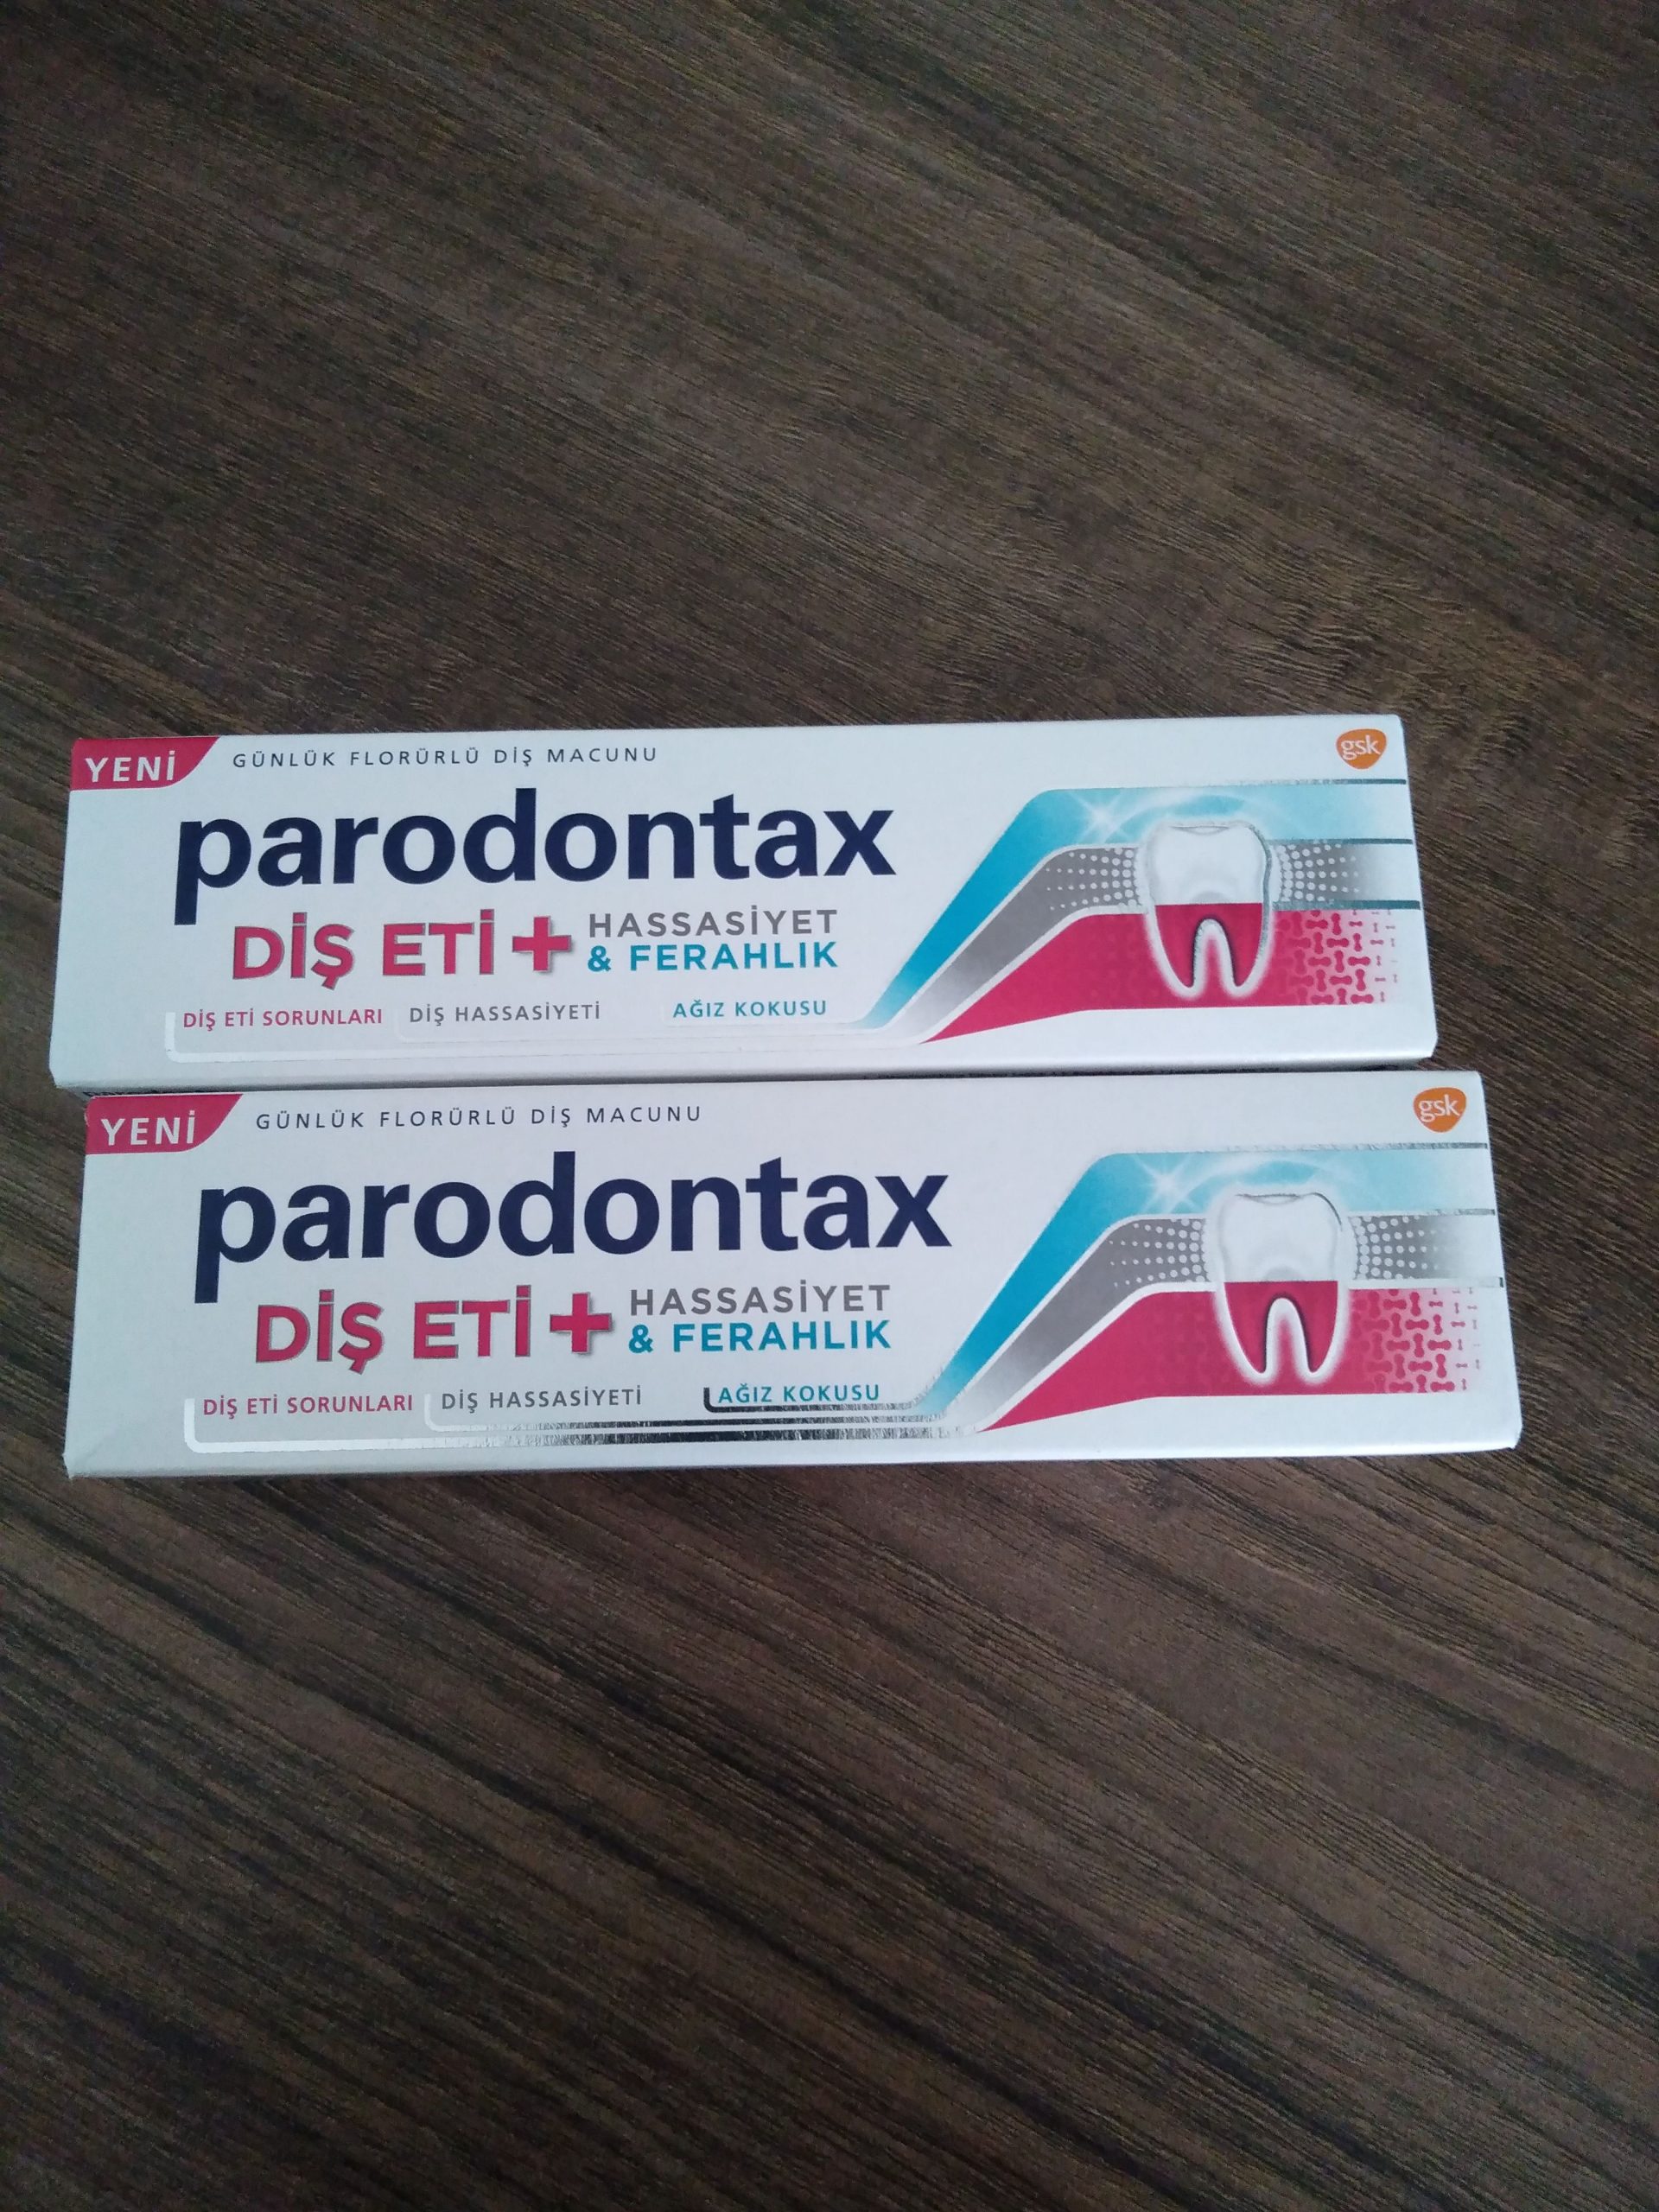 YENİ
GÜNLÜK FLORÜRLÜ DİŞ MACUNU
gsk
parodontax
DİŞ ETİ + HASSASİYET
& FERAHLIK
DİŞ ETİ SORUNLARI DİŞ HASSASİYETİ AĞIZ KOKUSU
YENİ
GÜNLÜK FLORÜRLÜ DİŞ MACUNU
gsk
parodontax
DİŞ ETİ + HASSASİYET
& FERAHLIK
DİŞ ETİ SORUNLARI DİŞ HASSASİYETİ AĞIZ KOKUSU